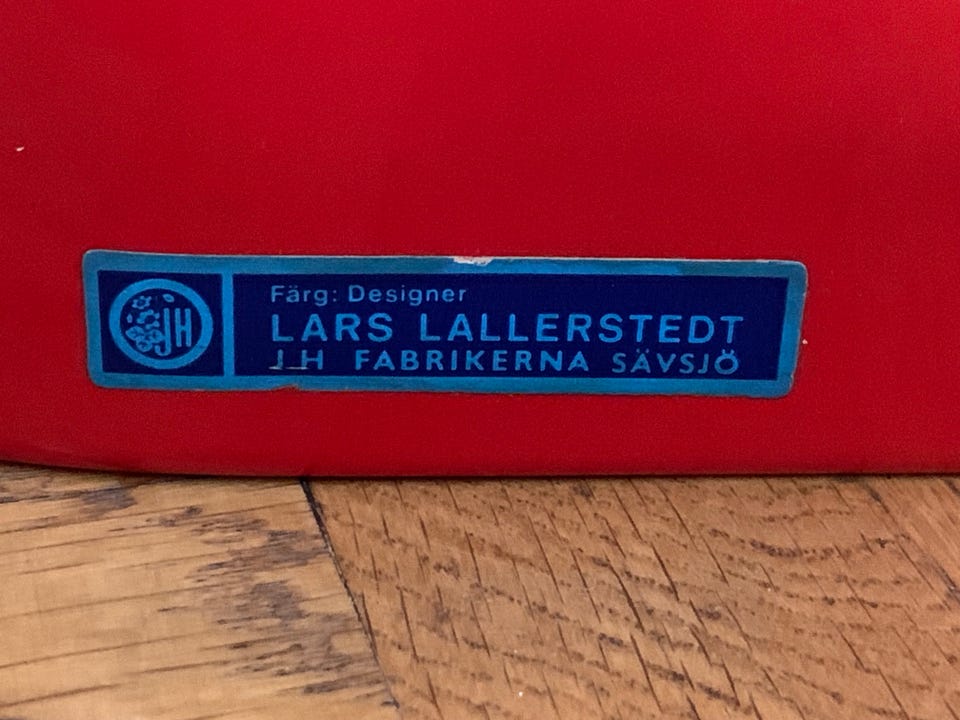 JH
Färg: Designer
LARS LALLERSTEDT
J H FABRIKERNA SÄVSJÖ